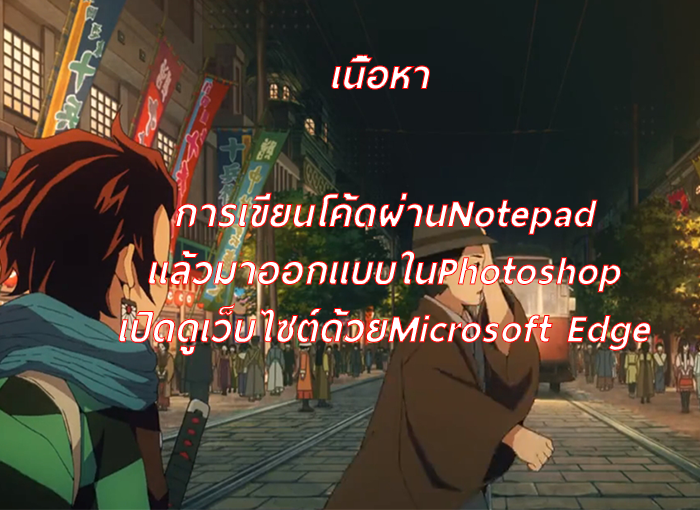 เนื้อหา
การเขียนโค้ดผ่านNotepad
แล้วมาออกแบบในPhotoshop
เปิดดูเว็บไซต์ด้วยMicrosoft Edge